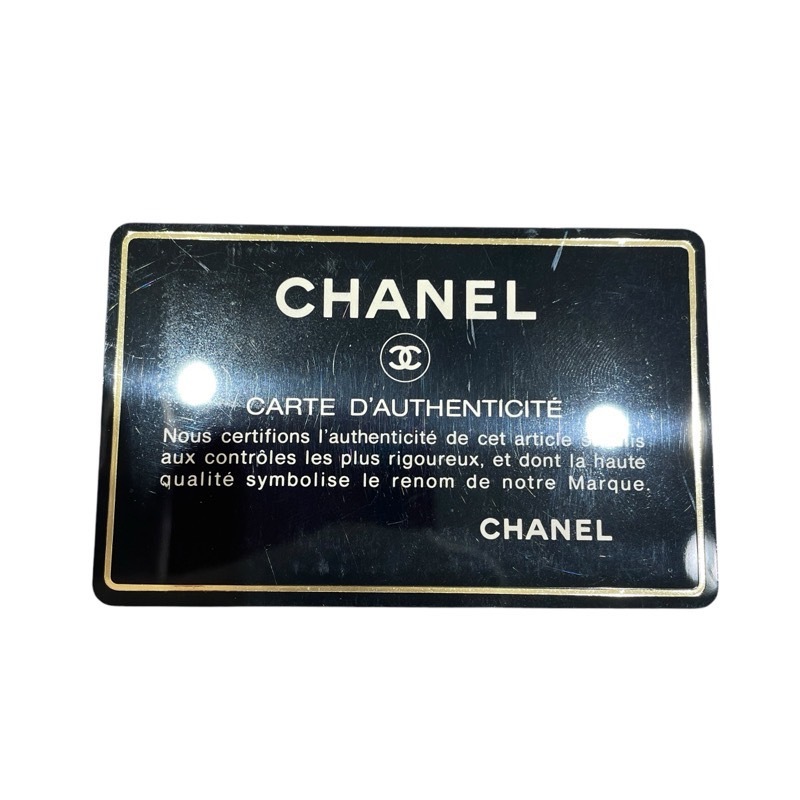 CHANEL
CARTE D'AUTHENTICITÉ
Nous certifions l'authenticité de cet article
aux contrôles les plus rigoureux, et dont la haute
qualité symbolise le renom de notre Marque.
CHANEL